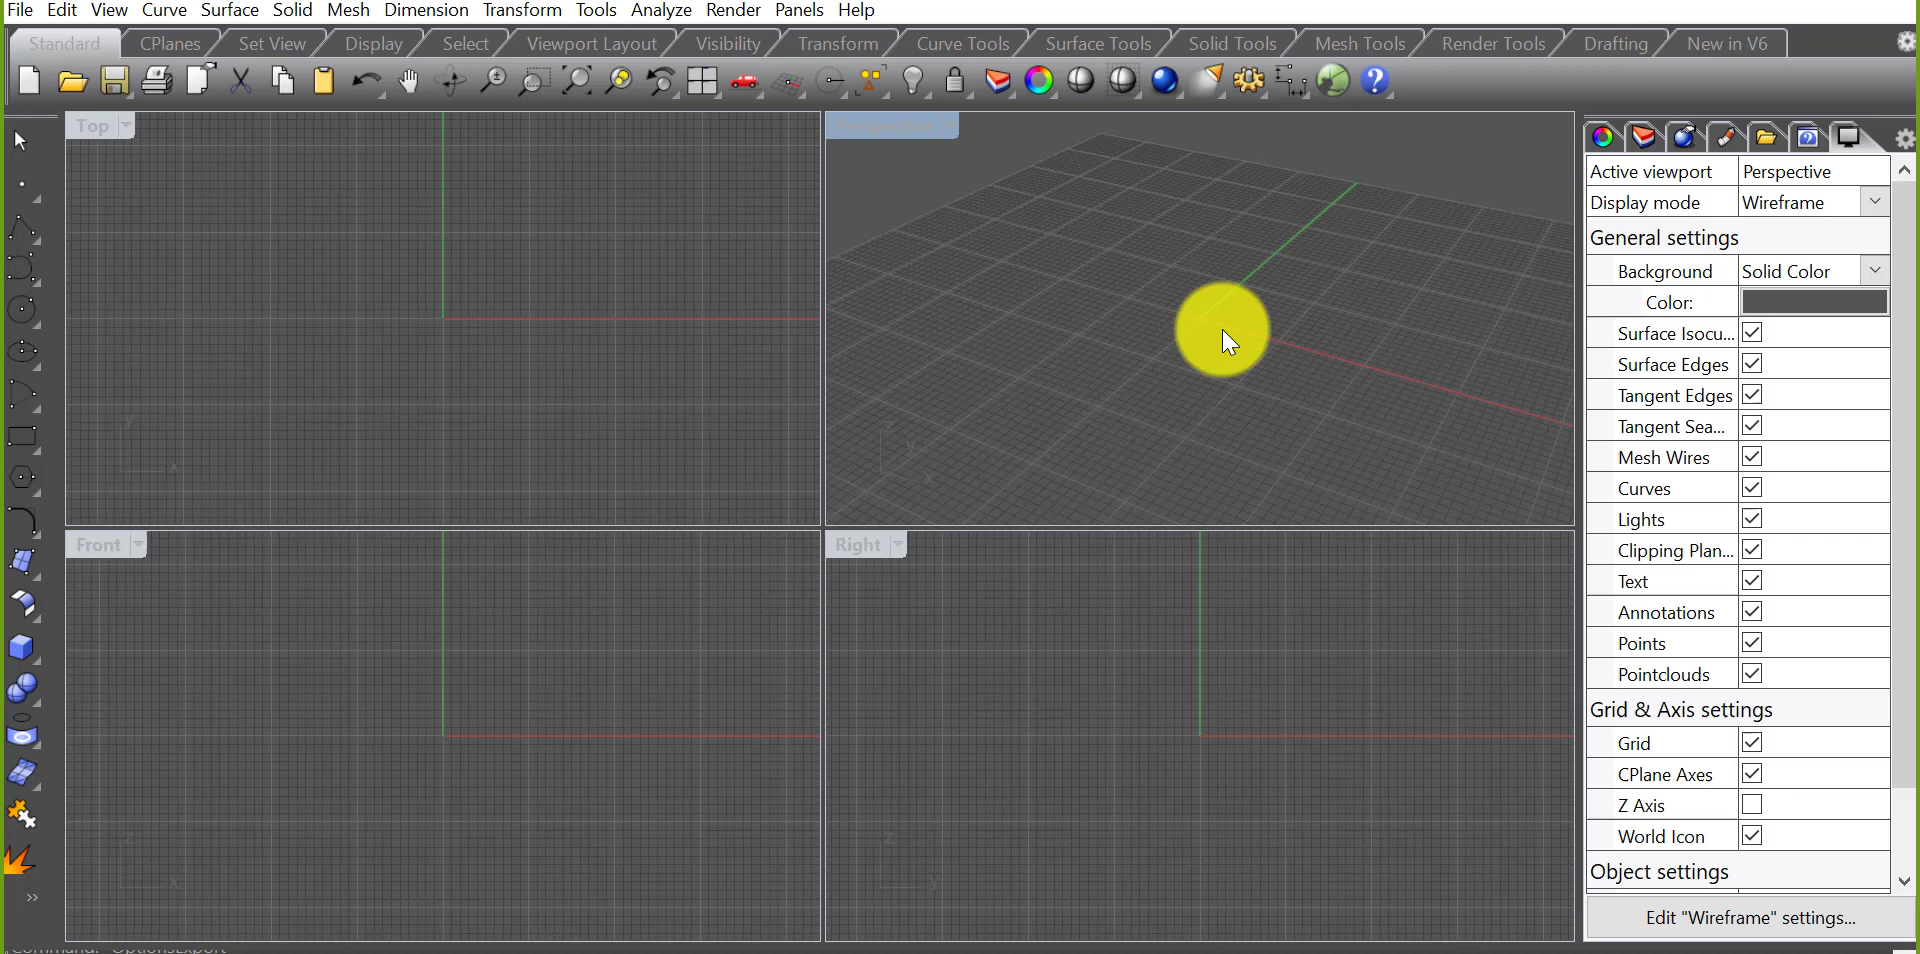 File Edit View Curve Surface Solid Mesh Dimension Transform Tools Analyze Render Panels Help
Standard CPlanes Set View Display Select Viewport Layout Visibility Transform Curve Tools Surface Tools Solid Tools Mesh Tools Render Tools Drafting New in V6
Top
Perspective
y
x
z
y
x
Front
z
x
Right
z
y
Active viewport Perspective
Display mode Wireframe
General settings
Background Solid Color
Color:
Surface Isocu...
Surface Edges
Tangent Edges
Tangent Sea...
Mesh Wires
Curves
Lights
Clipping Plan...
Text
Annotations
Points
Pointclouds
Grid & Axis settings
Grid
CPlane Axes
Z Axis
World Icon
Object settings
Edit "Wireframe" settings...
Command: OptionsExport